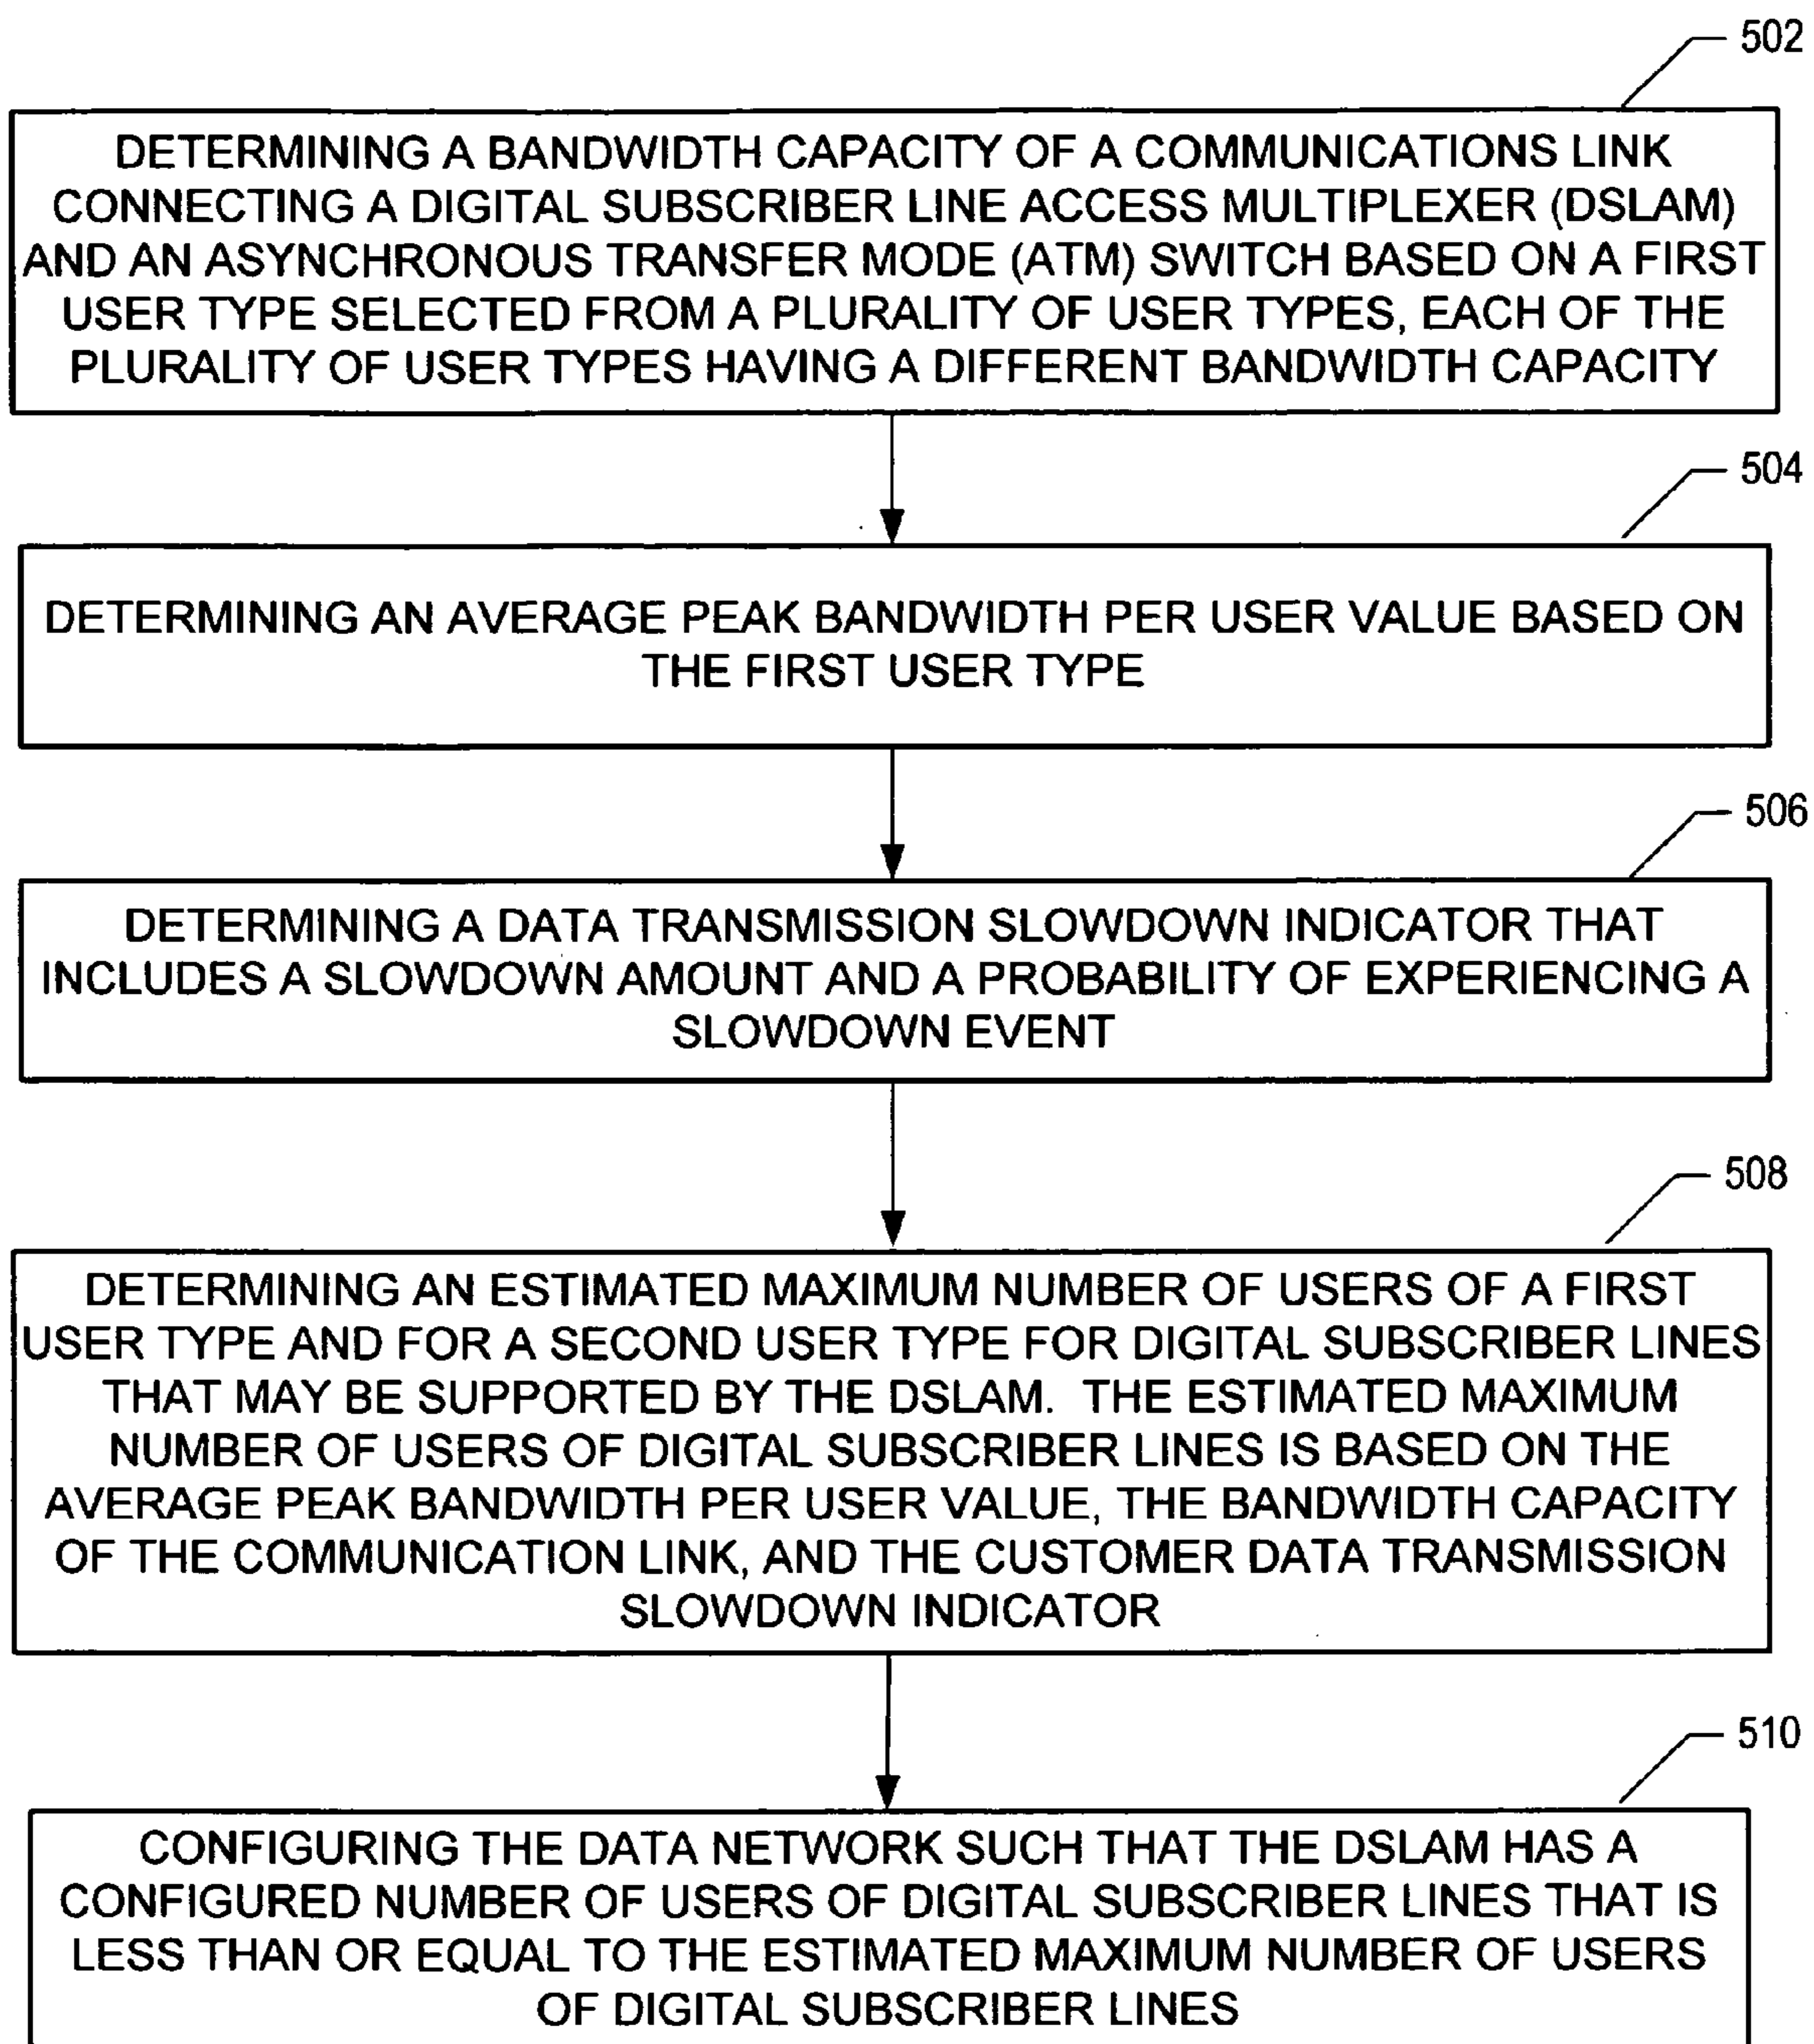 502
DETERMINING A BANDWIDTH CAPACITY OF A COMMUNICATIONS LINK
CONNECTING A DIGITAL SUBSCRIBER LINE ACCESS MULTIPLEXER (DSLAM)
AND AN ASYNCHRONOUS TRANSFER MODE (ATM) SWITCH BASED ON A FIRST
USER TYPE SELECTED FROM A PLURALITY OF USER TYPES, EACH OF THE
PLURALITY OF USER TYPES HAVING A DIFFERENT BANDWIDTH CAPACITY
504
DETERMINING AN AVERAGE PEAK BANDWIDTH PER USER VALUE BASED ON
THE FIRST USER TYPE
506
DETERMINING A DATA TRANSMISSION SLOWDOWN INDICATOR THAT
INCLUDES A SLOWDOWN AMOUNT AND A PROBABILITY OF EXPERIENCING A
SLOWDOWN EVENT
508
DETERMINING AN ESTIMATED MAXIMUM NUMBER OF USERS OF A FIRST
USER TYPE AND FOR A SECOND USER TYPE FOR DIGITAL SUBSCRIBER LINES
THAT MAY BE SUPPORTED BY THE DSLAM. THE ESTIMATED MAXIMUM
NUMBER OF USERS OF DIGITAL SUBSCRIBER LINES IS BASED ON THE
AVERAGE PEAK BANDWIDTH PER USER VALUE, THE BANDWIDTH CAPACITY
OF THE COMMUNICATION LINK, AND THE CUSTOMER DATA TRANSMISSION
SLOWDOWN INDICATOR
510
CONFIGURING THE DATA NETWORK SUCH THAT THE DSLAM HAS A
CONFIGURED NUMBER OF USERS OF DIGITAL SUBSCRIBER LINES THAT IS
LESS THAN OR EQUAL TO THE ESTIMATED MAXIMUM NUMBER OF USERS
OF DIGITAL SUBSCRIBER LINES